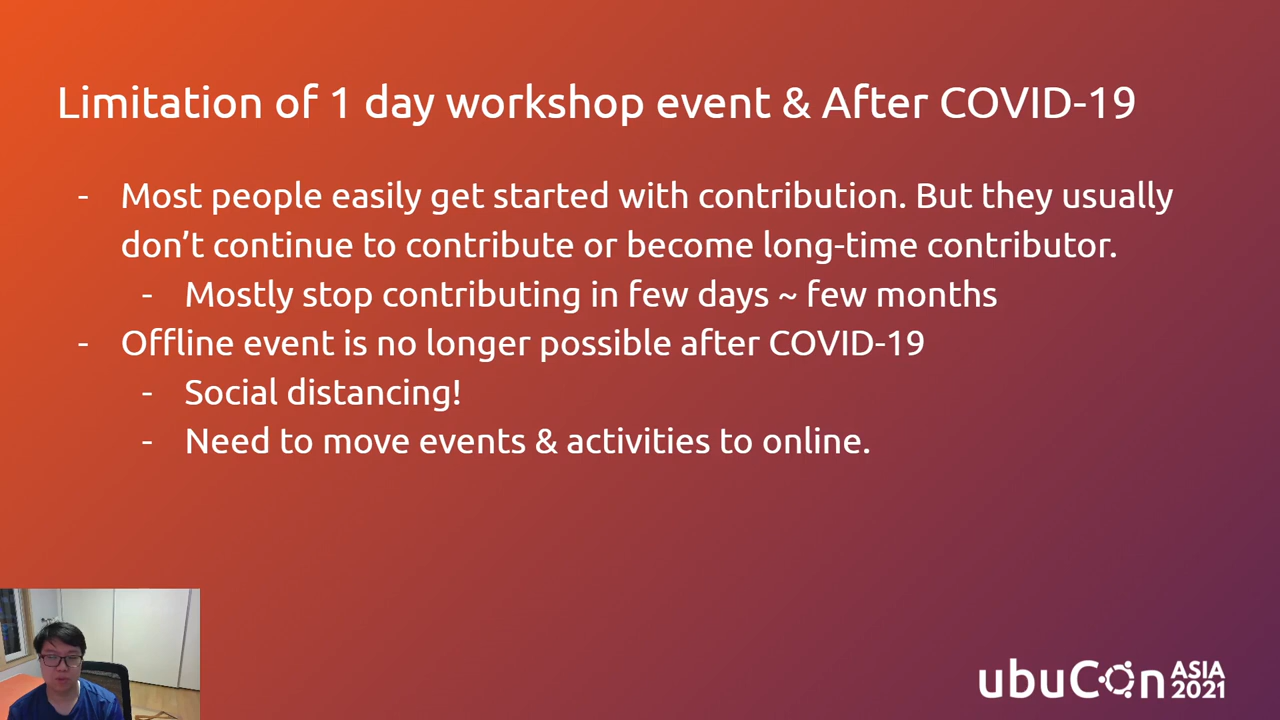 Limitation of 1 day workshop event & After COVID-19
- Most people easily get started with contribution. But they usually
don’t continue to contribute or become long-time contributor.
- Mostly stop contributing in few days ~ few months
- Offline event is no longer possible after COVID-19
- Social distancing!
- Need to move events & activities to online.
ubuCon ASIA
2021